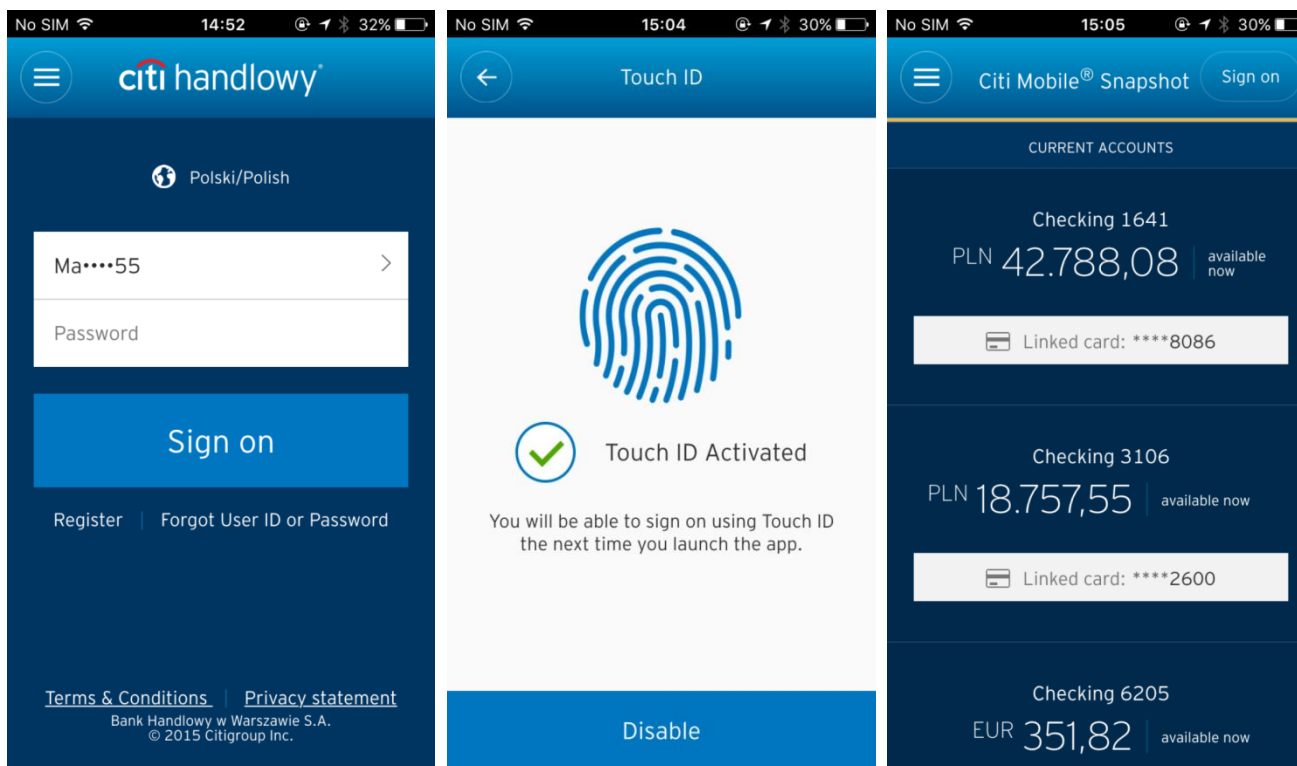 No SIM 14:52 32%
citi handlowy
Polski/Polish
Ma••••55
Password
Sign on
Register | Forgot User ID or Password
Terms & Conditions | Privacy statement
Bank Handlowy w Warszawie S.A.
© 2015 Citigroup Inc.
No SIM 15:04 30%
Touch ID
Touch ID Activated
You will be able to sign on using Touch ID
the next time you launch the app.
Disable
No SIM 15:05 30%
Citi Mobile® Snapshot Sign on
CURRENT ACCOUNTS
Checking 1641
PLN 42.788,08 | available now
Linked card: ****8086
Checking 3106
PLN 18.757,55 | available now
Linked card: ****2600
Checking 6205
EUR 351,82 | available now